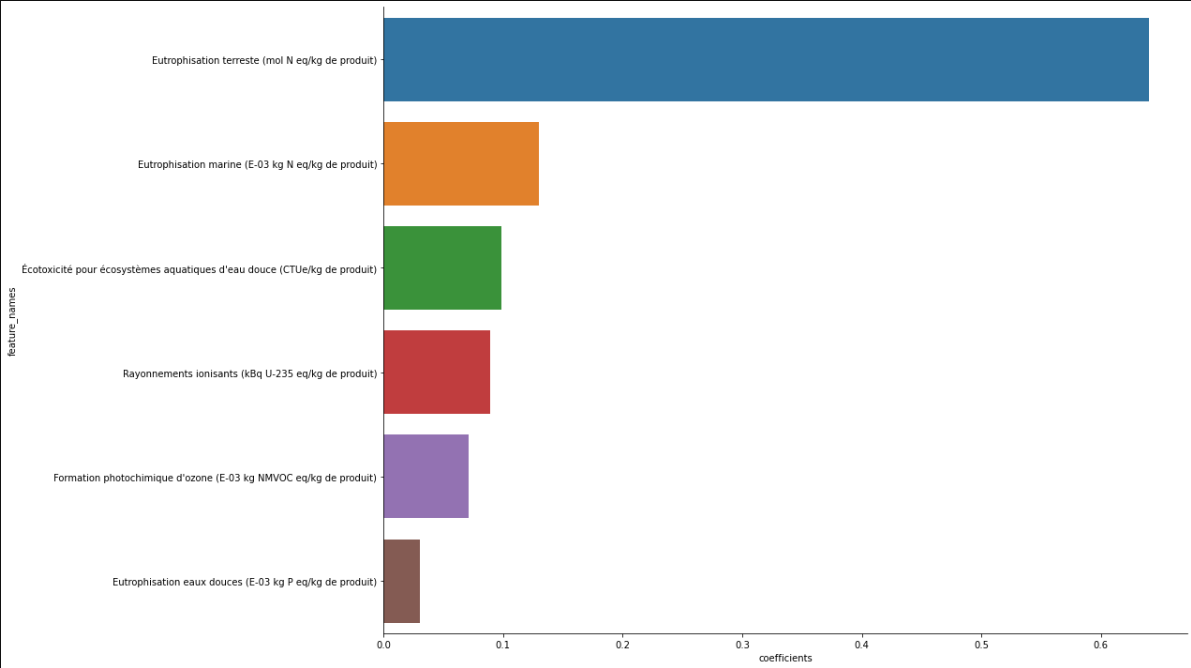 Eutrophisation terreste (mol N eq/kg de produit)
Eutrophisation marine (E-03 kg N eq/kg de produit)
Écotoxicité pour écosystèmes aquatiques d'eau douce (CTUe/kg de produit)
Rayonnements ionisants (kBq U-235 eq/kg de produit)
Formation photochimique d'ozone (E-03 kg NMVOC eq/kg de produit)
Eutrophisation eaux douces (E-03 kg P eq/kg de produit)
feature_names
0.0 0.1 0.2 0.3 0.4 0.5 0.6
coefficients